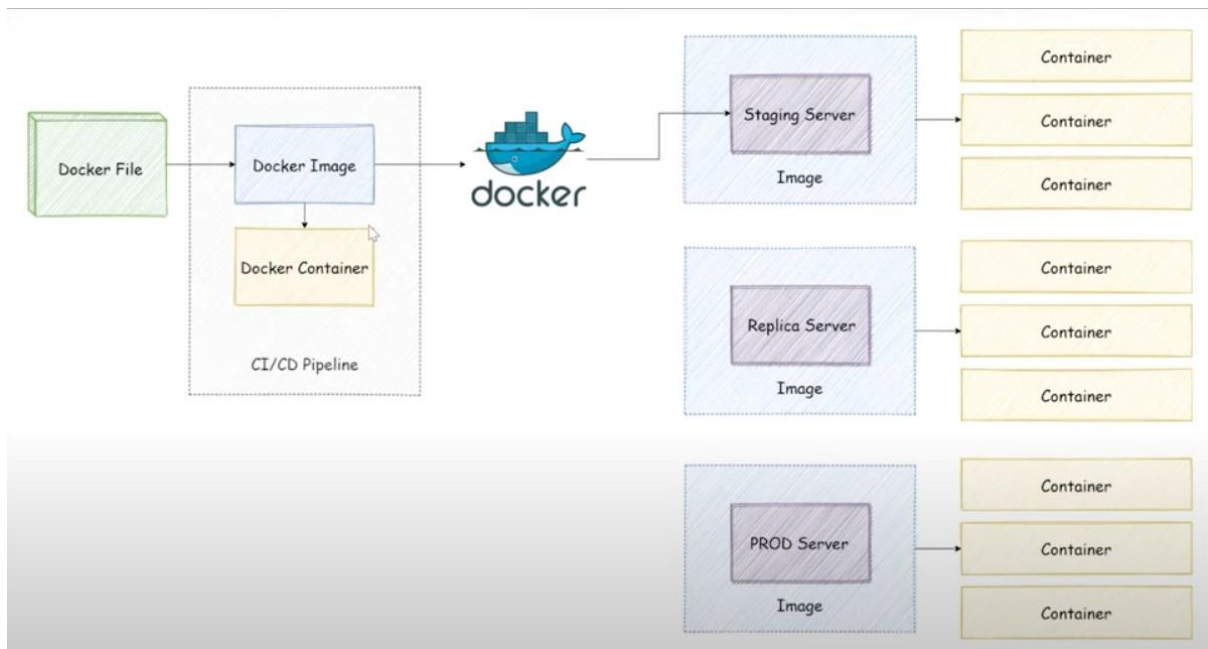 Docker File
Docker Image
Docker Container
CI/CD Pipeline
docker
Staging Server
Image
Container
Container
Container
Replica Server
Image
Container
Container
Container
PROD Server
Image
Container
Container
Container